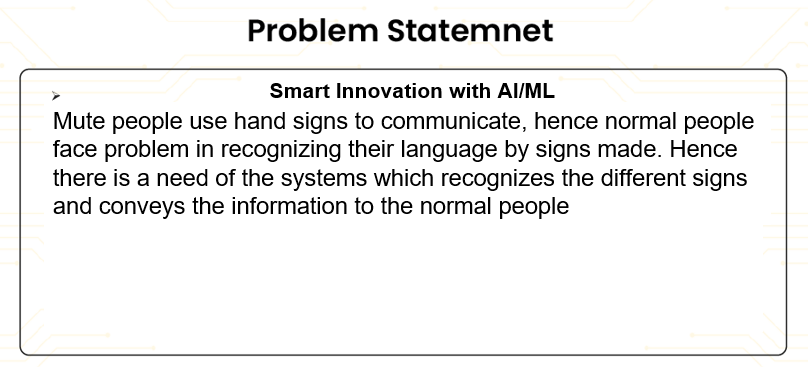 Problem Statemnet
Smart Innovation with AI/ML
Mute people use hand signs to communicate, hence normal people
face problem in recognizing their language by signs made. Hence
there is a need of the systems which recognizes the different signs
and conveys the information to the normal people